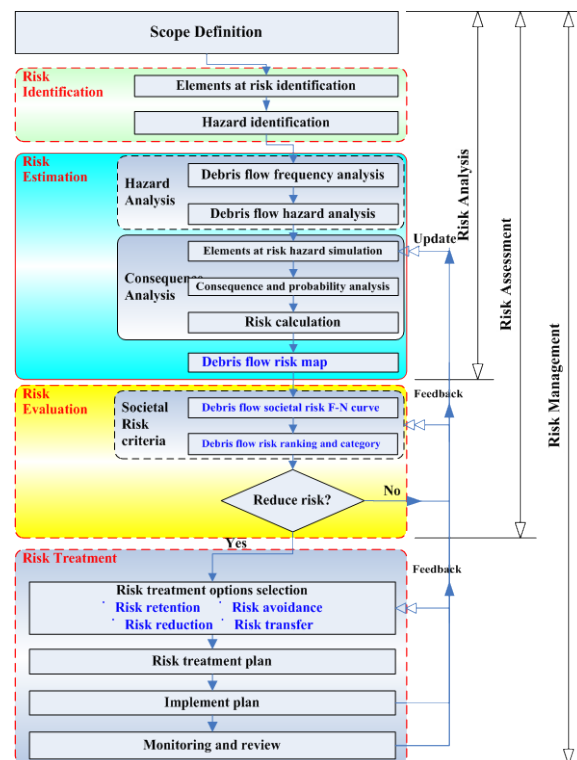 Scope Definition
Risk
Identification
Elements at risk identification
Hazard identification
Risk
Estimation
Hazard
Analysis
Debris flow frequency analysis
Debris flow hazard analysis
Consequence
Analysis
Elements at risk hazard simulation
Consequence and probability analysis
Risk calculation
Debris flow risk map
Update
Risk Analysis
Risk Assessment
Risk Management
Risk
Evaluation
Societal
Risk
criteria
Debris flow societal risk F-N curve
Debris flow risk ranking and category
Feedback
Reduce risk?
No
Yes
Risk Treatment
Feedback
Risk treatment options selection
Risk retention Risk avoidance
Risk reduction Risk transfer
Risk treatment plan
Implement plan
Monitoring and review